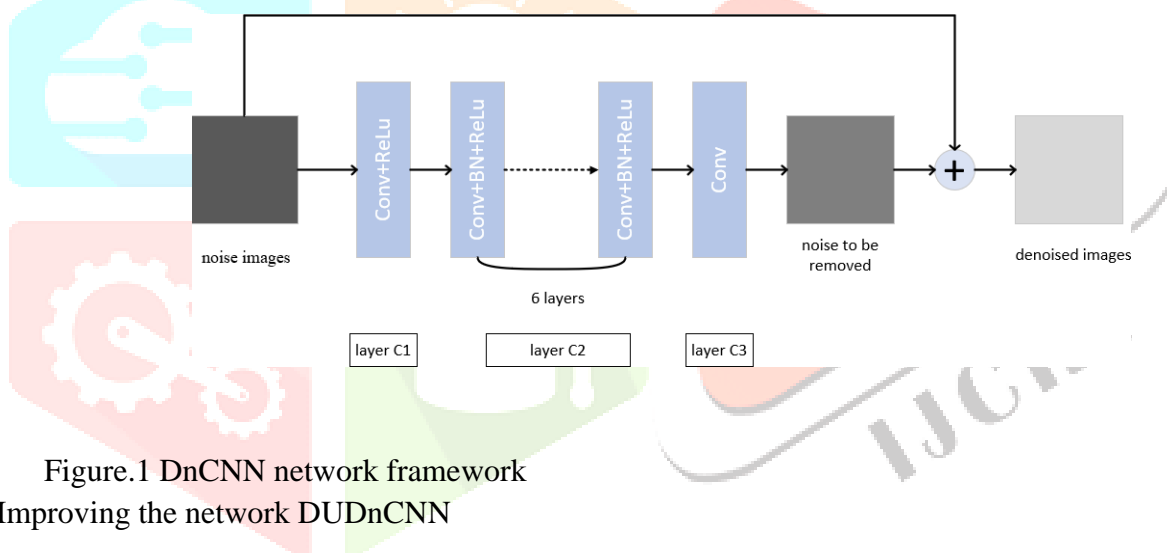 Conv+ReLu
Conv+BN+ReLu
Conv+BN+ReLu
Conv
+
noise images
noise to be
removed
denoised images
6 layers
layer C1
layer C2
layer C3
Figure.1 DnCNN network framework
Improving the network DUDnCNN